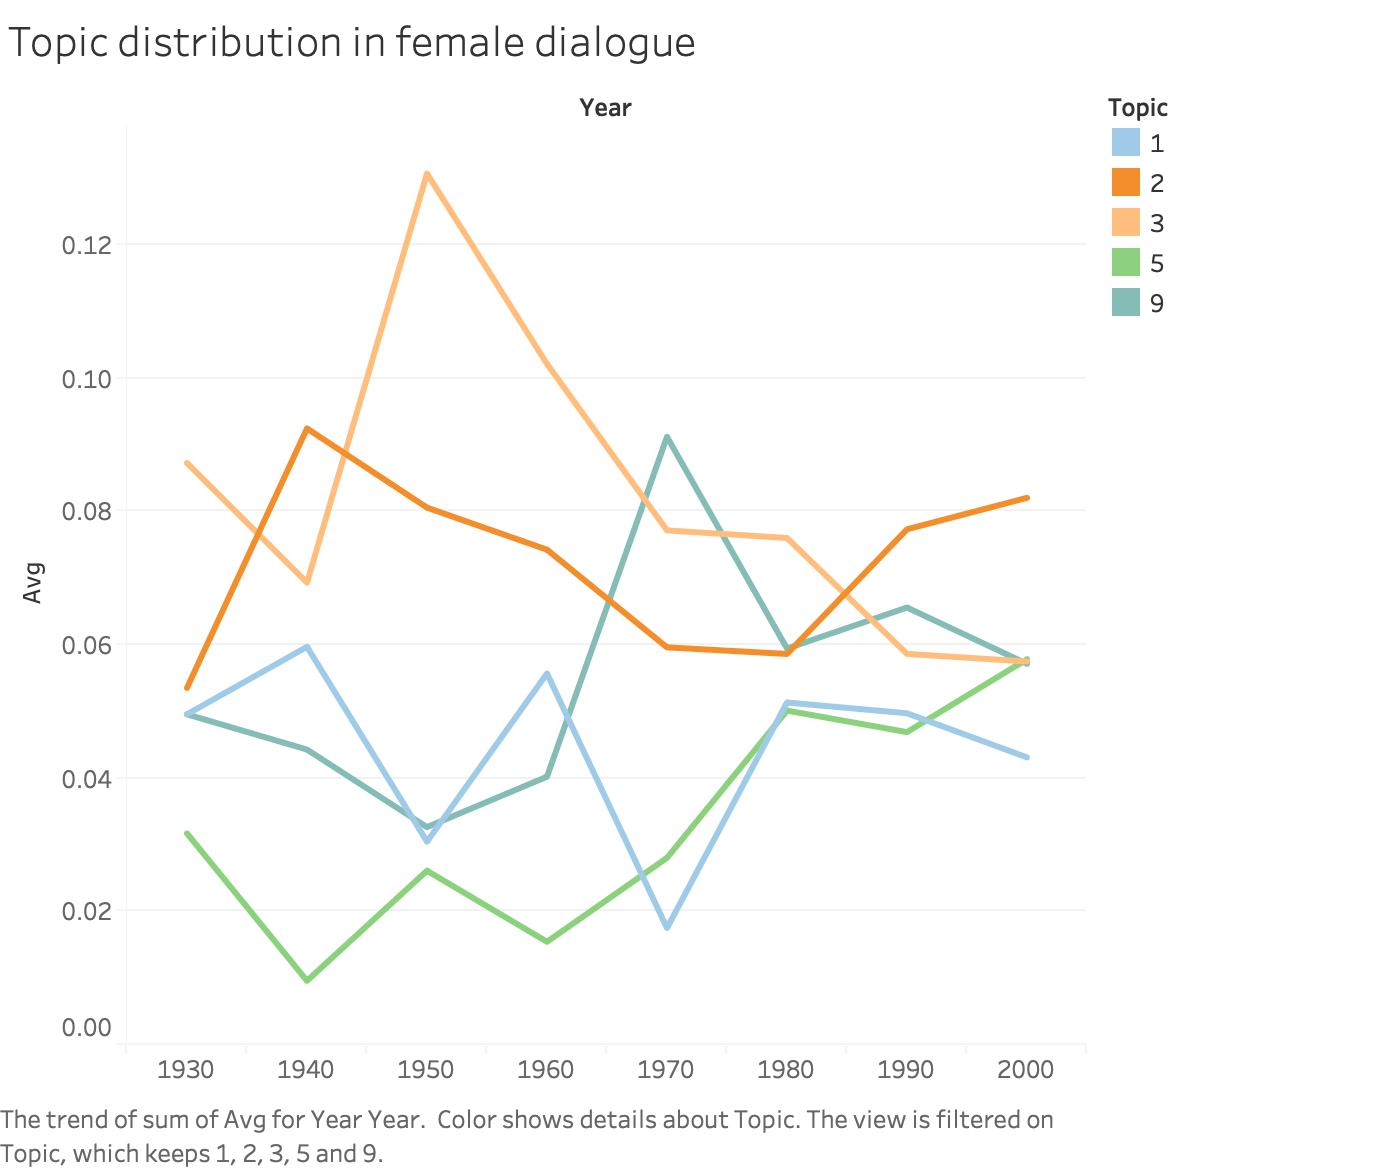 Topic distribution in female dialogue
Year
Topic
1
2
3
5
9
0.12
0.10
0.08
0.06
0.04
0.02
0.00
Avg
1930 1940 1950 1960 1970 1980 1990 2000
The trend of sum of Avg for Year Year.  Color shows details about Topic. The view is filtered on
Topic, which keeps 1, 2, 3, 5 and 9.